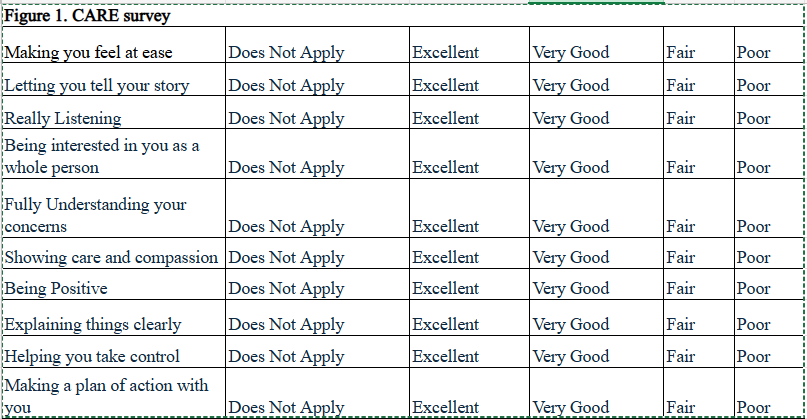 Figure 1. CARE survey
Making you feel at ease Does Not Apply Excellent Very Good Fair Poor
Letting you tell your story Does Not Apply Excellent Very Good Fair Poor
Really Listening Does Not Apply Excellent Very Good Fair Poor
Being interested in you as a
whole person Does Not Apply Excellent Very Good Fair Poor
Fully Understanding your
concerns Does Not Apply Excellent Very Good Fair Poor
Showing care and compassion Does Not Apply Excellent Very Good Fair Poor
Being Positive Does Not Apply Excellent Very Good Fair Poor
Explaining things clearly Does Not Apply Excellent Very Good Fair Poor
Helping you take control Does Not Apply Excellent Very Good Fair Poor
Making a plan of action with
you Does Not Apply Excellent Very Good Fair Poor